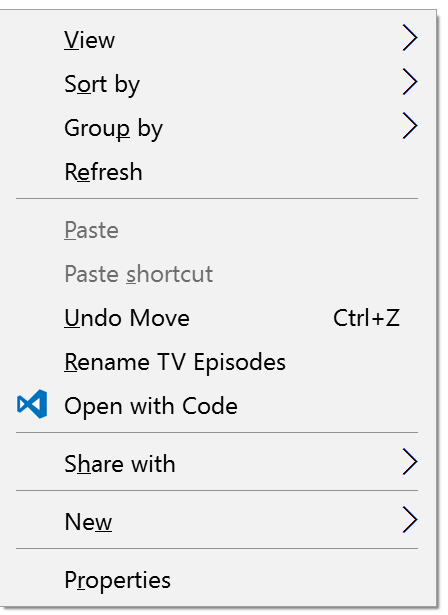 View
Sort by
Group by
Refresh
Paste
Paste shortcut
Undo Move Ctrl+Z
Rename TV Episodes
Open with Code
Share with
New
Properties